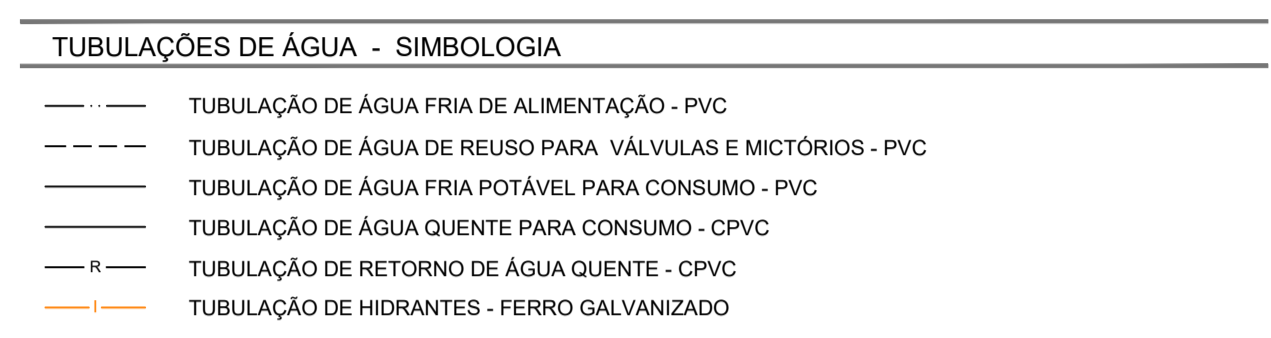 TUBULAÇÕES DE ÁGUA - SIMBOLOGIA
TUBULAÇÃO DE ÁGUA FRIA DE ALIMENTAÇÃO - PVC
TUBULAÇÃO DE ÁGUA DE REUSO PARA VÁLVULAS E MICTÓRIOS - PVC
TUBULAÇÃO DE ÁGUA FRIA POTÁVEL PARA CONSUMO - PVC
TUBULAÇÃO DE ÁGUA QUENTE PARA CONSUMO - CPVC
R TUBULAÇÃO DE RETORNO DE ÁGUA QUENTE - CPVC
I TUBULAÇÃO DE HIDRANTES - FERRO GALVANIZADO